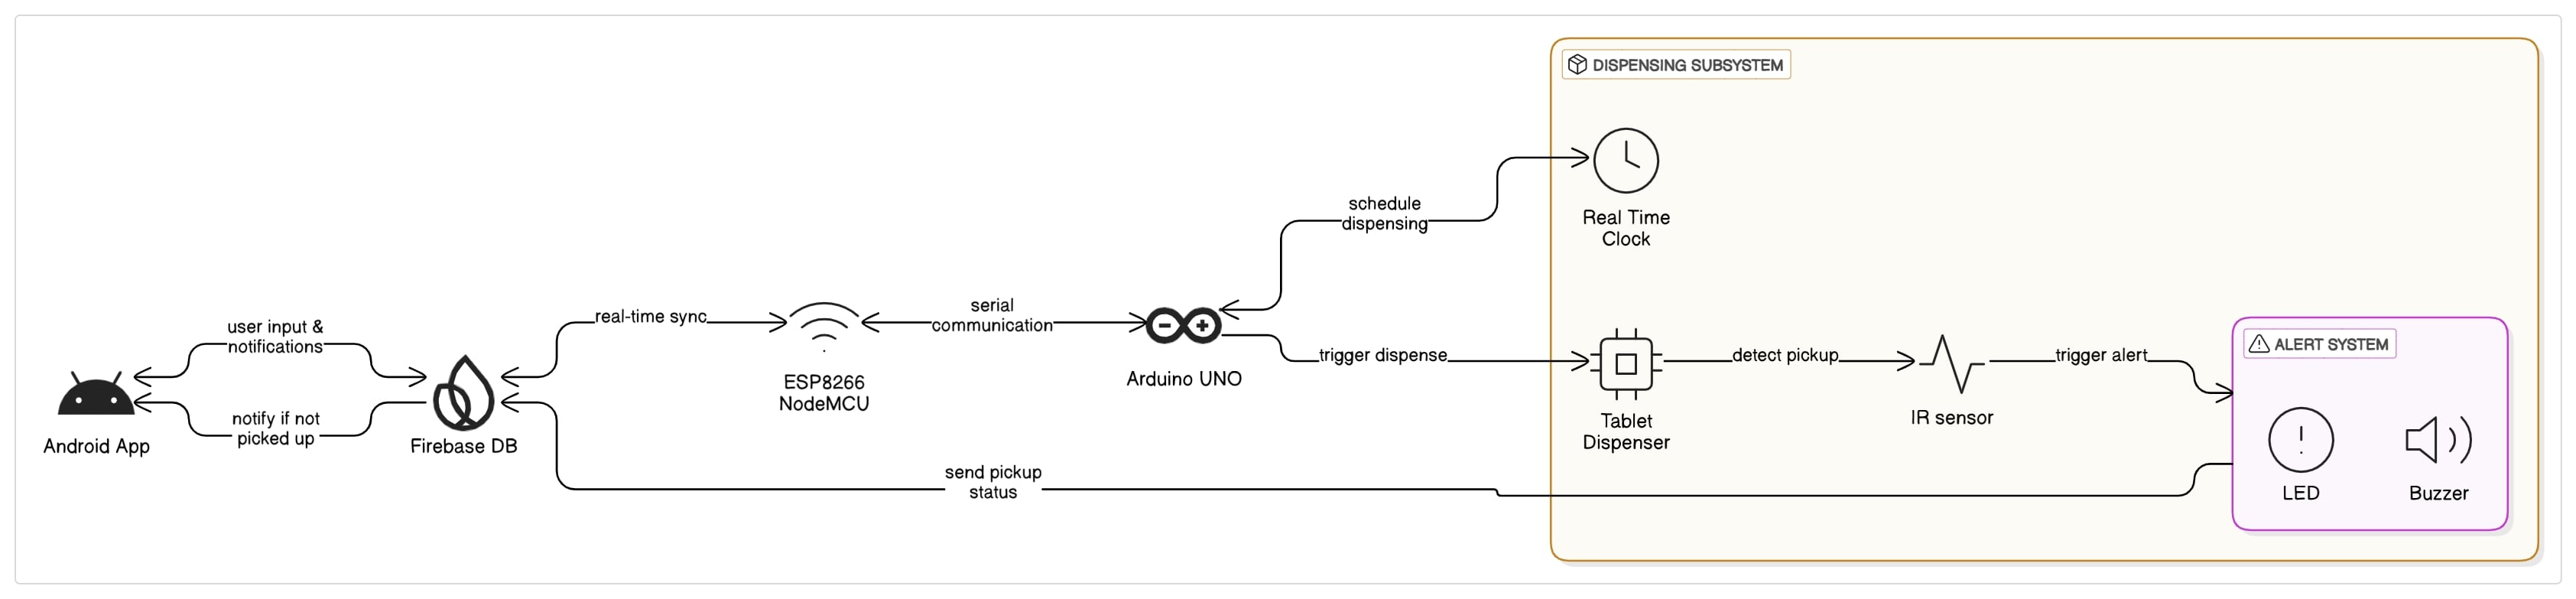 DISPENSING SUBSYSTEM
Real Time
Clock
schedule
dispensing
user input &
notifications
real-time sync
serial
communication
trigger dispense
detect pickup
trigger alert
ALERT SYSTEM
ESP8266
NodeMCU
Arduino UNO
Tablet
Dispenser
IR sensor
notify if not
picked up
Android App
Firebase DB
send pickup
status
LED
Buzzer